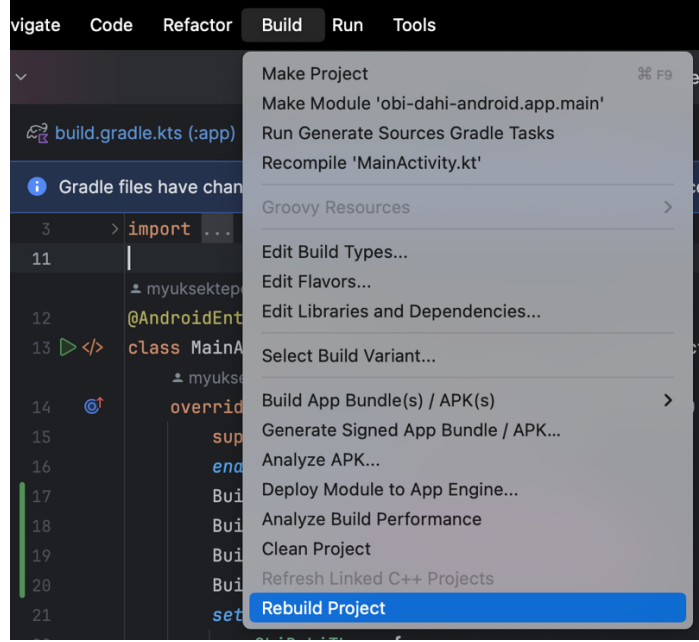 vigate Code Refactor Build Run Tools
Make Project ⌘ F9
Make Module 'obi-dahi-android.app.main'
build.gradle.kts (:app)
Run Generate Sources Gradle Tasks
Recompile 'MainActivity.kt'
Gradle files have chan
Groovy Resources
3 import ...
11
Edit Build Types...
Edit Flavors...
Edit Libraries and Dependencies...
myuksektep
12 @AndroidEnt
13 class MainA
Select Build Variant...
myukse
Build App Bundle(s) / APK(s)
14 overrid
Generate Signed App Bundle / APK...
15 sup
Analyze APK...
16 ena
Deploy Module to App Engine...
17 Bui
Analyze Build Performance
18 Bui
Clean Project
19 Bui
Refresh Linked C++ Projects
20 Bui
Rebuild Project
21 set